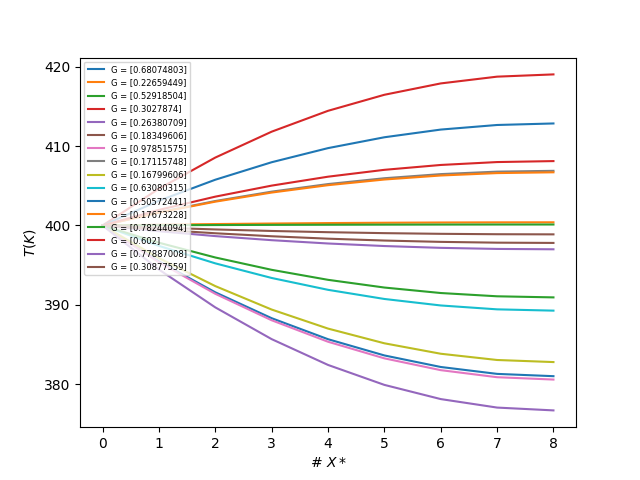 420
410
400
390
380
T(K)
G = [0.68074803]
G = [0.22659449]
G = [0.52918504]
G = [0.3027874]
G = [0.26380709]
G = [0.18349606]
G = [0.97851575]
G = [0.17115748]
G = [0.16799606]
G = [0.63080315]
G = [0.50572441]
G = [0.17673228]
G = [0.78244094]
G = [0.602]
G = [0.77887008]
G = [0.30877559]
0 1 2 3 4 5 6 7 8
# X*